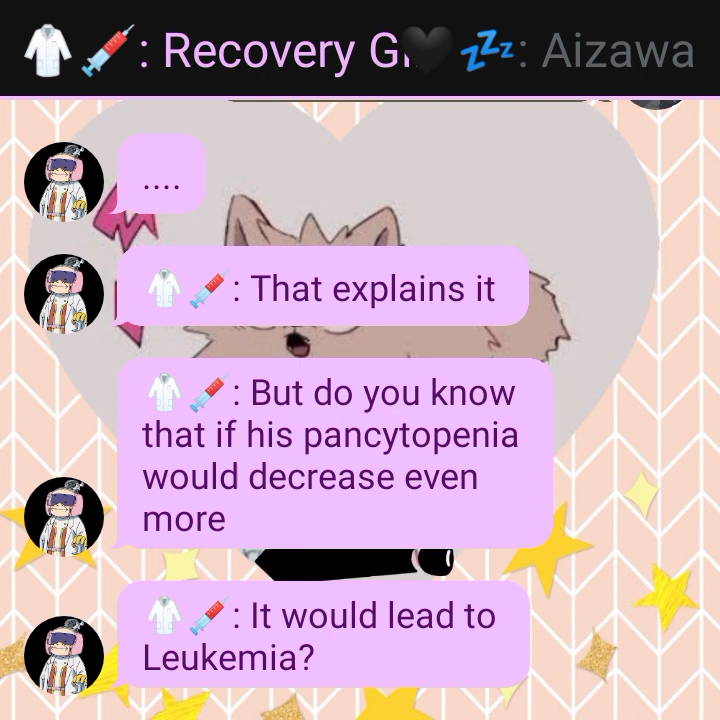 🥼💉: Recovery G 🖤 💤: Aizawa
....
🥼💉: That explains it
🥼💉: But do you know
that if his pancytopenia
would decrease even
more
🥼💉: It would lead to
Leukemia?